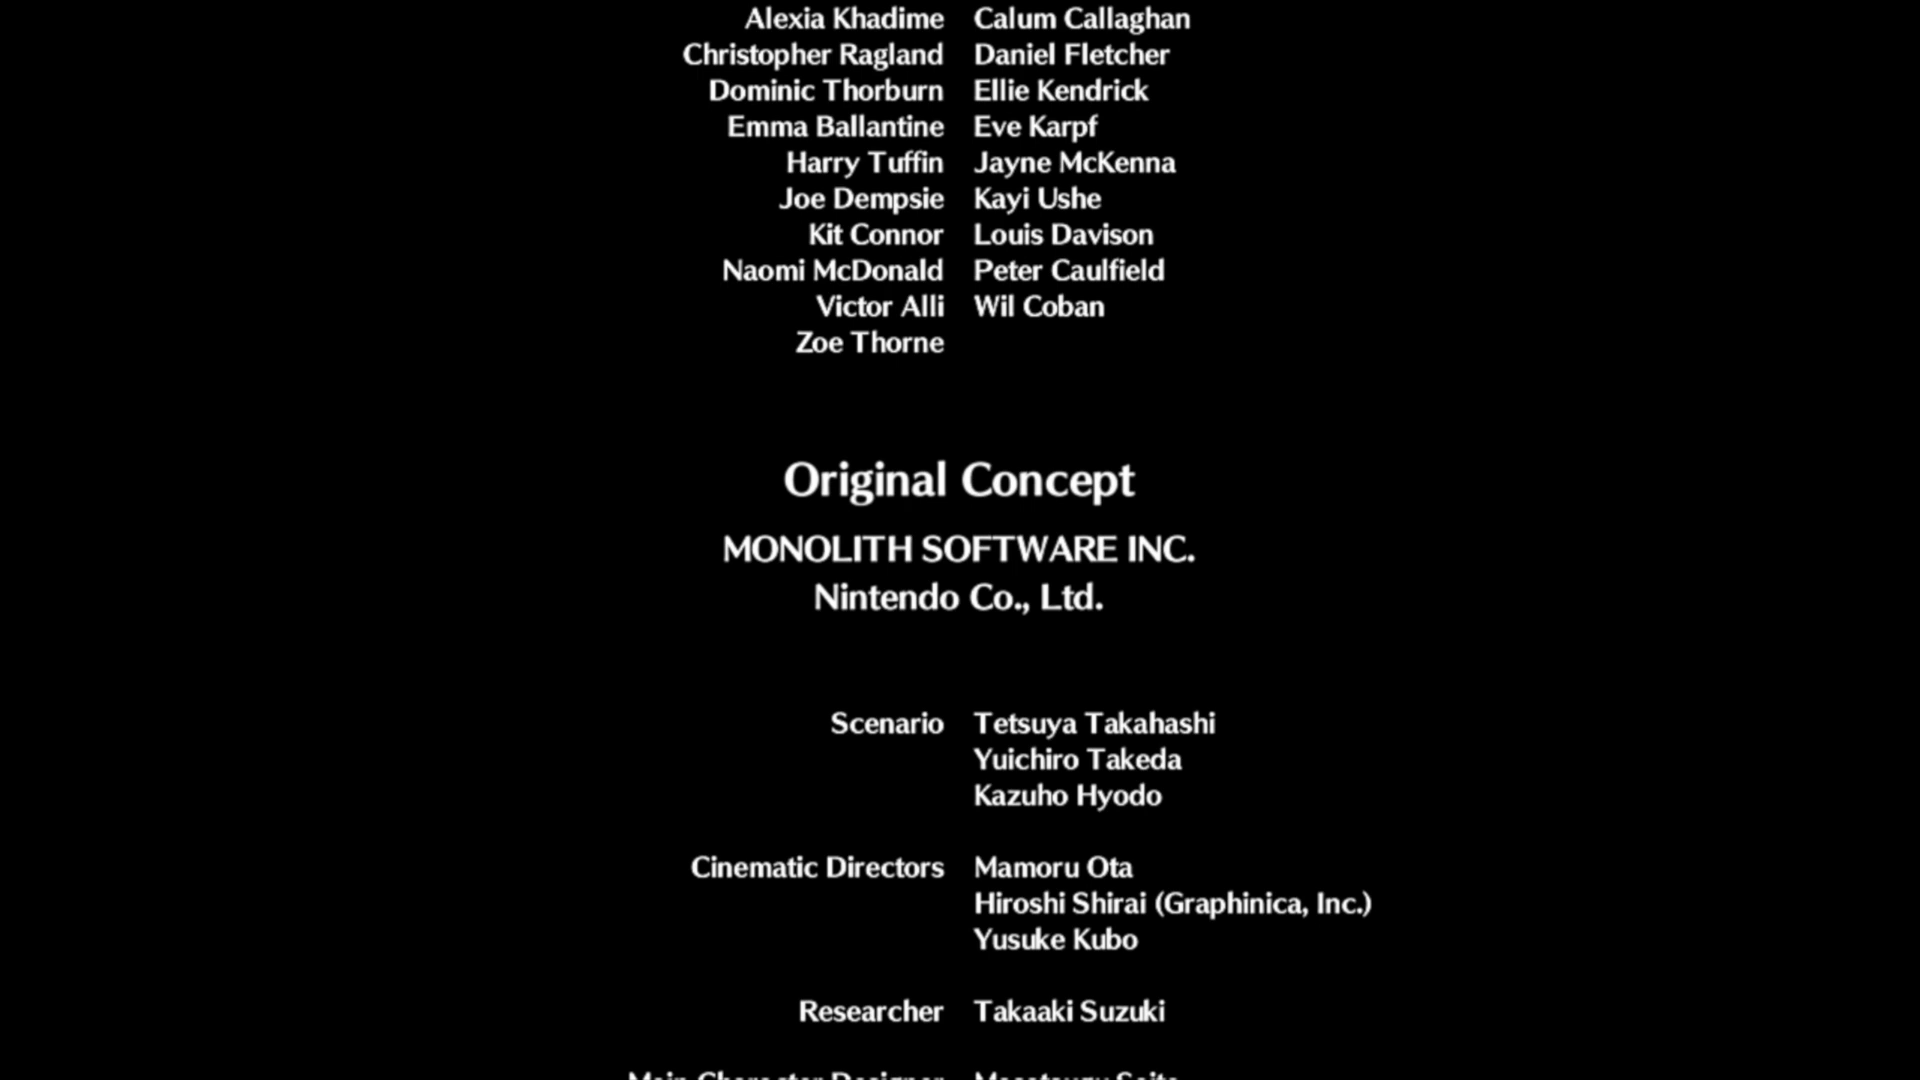 Alexia Khadime Calum Callaghan
Christopher Ragland Daniel Fletcher
Dominic Thorburn Ellie Kendrick
Emma Ballantine Eve Karpf
Harry Tuffin Jayne McKenna
Joe Dempsie Kayi Ushe
Kit Connor Louis Davison
Naomi McDonald Peter Caulfield
Victor Alli Wil Coban
Zoe Thorne
Original Concept
MONOLITH SOFTWARE INC.
Nintendo Co., Ltd.
Scenario Tetsuya Takahashi
Yuichiro Takeda
Kazuho Hyodo
Cinematic Directors Mamoru Ota
Hiroshi Shirai (Graphinica, Inc.)
Yusuke Kubo
Researcher Takaaki Suzuki
Main Character Designer